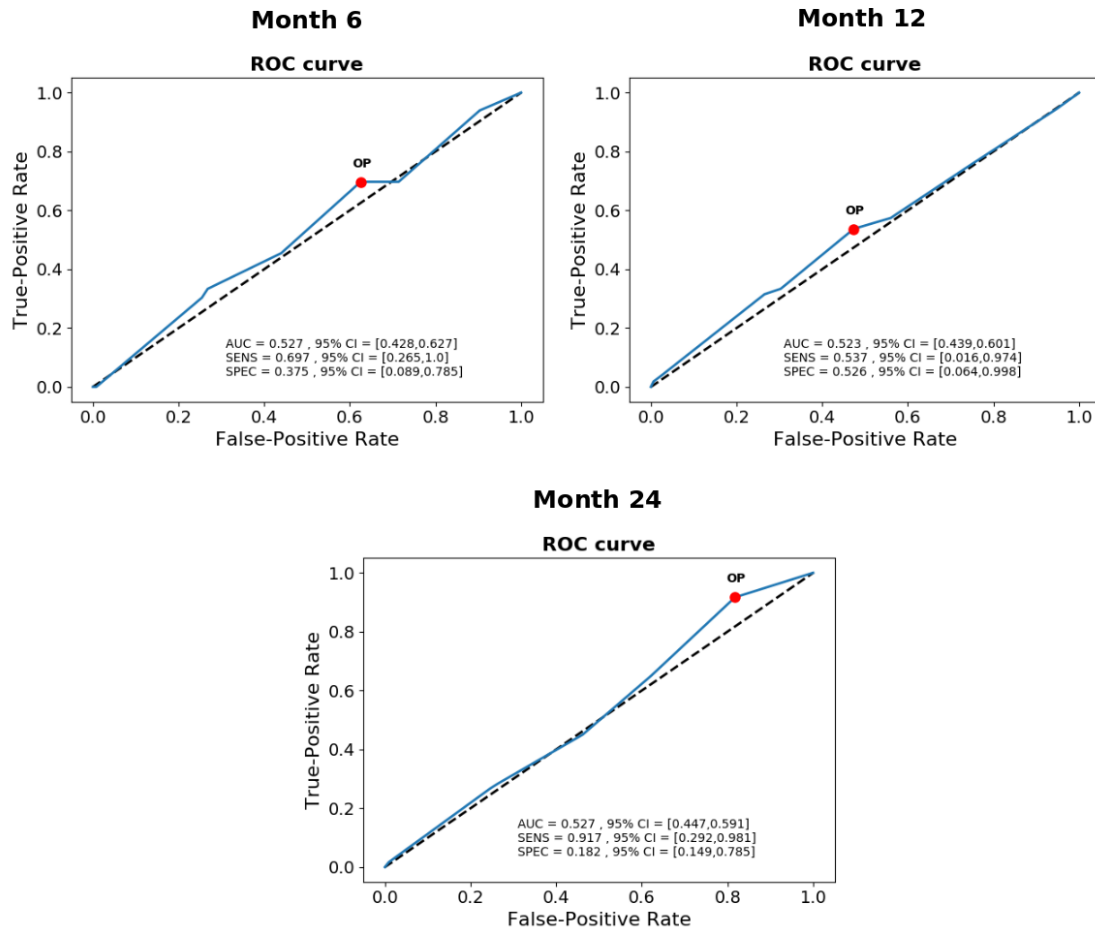 Month 6
ROC curve
True-Positive Rate
1.0
0.8
0.6
0.4
0.2
0.0
OP
AUC = 0.527 , 95% CI = [0.428,0.627]
SENS = 0.697 , 95% CI = [0.265,1.0]
SPEC = 0.375 , 95% CI = [0.089,0.785]
0.0 0.2 0.4 0.6 0.8 1.0
False-Positive Rate
Month 12
ROC curve
True-Positive Rate
1.0
0.8
0.6
0.4
0.2
0.0
OP
AUC = 0.523 , 95% CI = [0.439,0.601]
SENS = 0.537 , 95% CI = [0.016,0.974]
SPEC = 0.526 , 95% CI = [0.064,0.998]
0.0 0.2 0.4 0.6 0.8 1.0
False-Positive Rate
Month 24
ROC curve
True-Positive Rate
1.0
0.8
0.6
0.4
0.2
0.0
OP
AUC = 0.527 , 95% CI = [0.447,0.591]
SENS = 0.917 , 95% CI = [0.292,0.981]
SPEC = 0.182 , 95% CI = [0.149,0.785]
0.0 0.2 0.4 0.6 0.8 1.0
False-Positive Rate